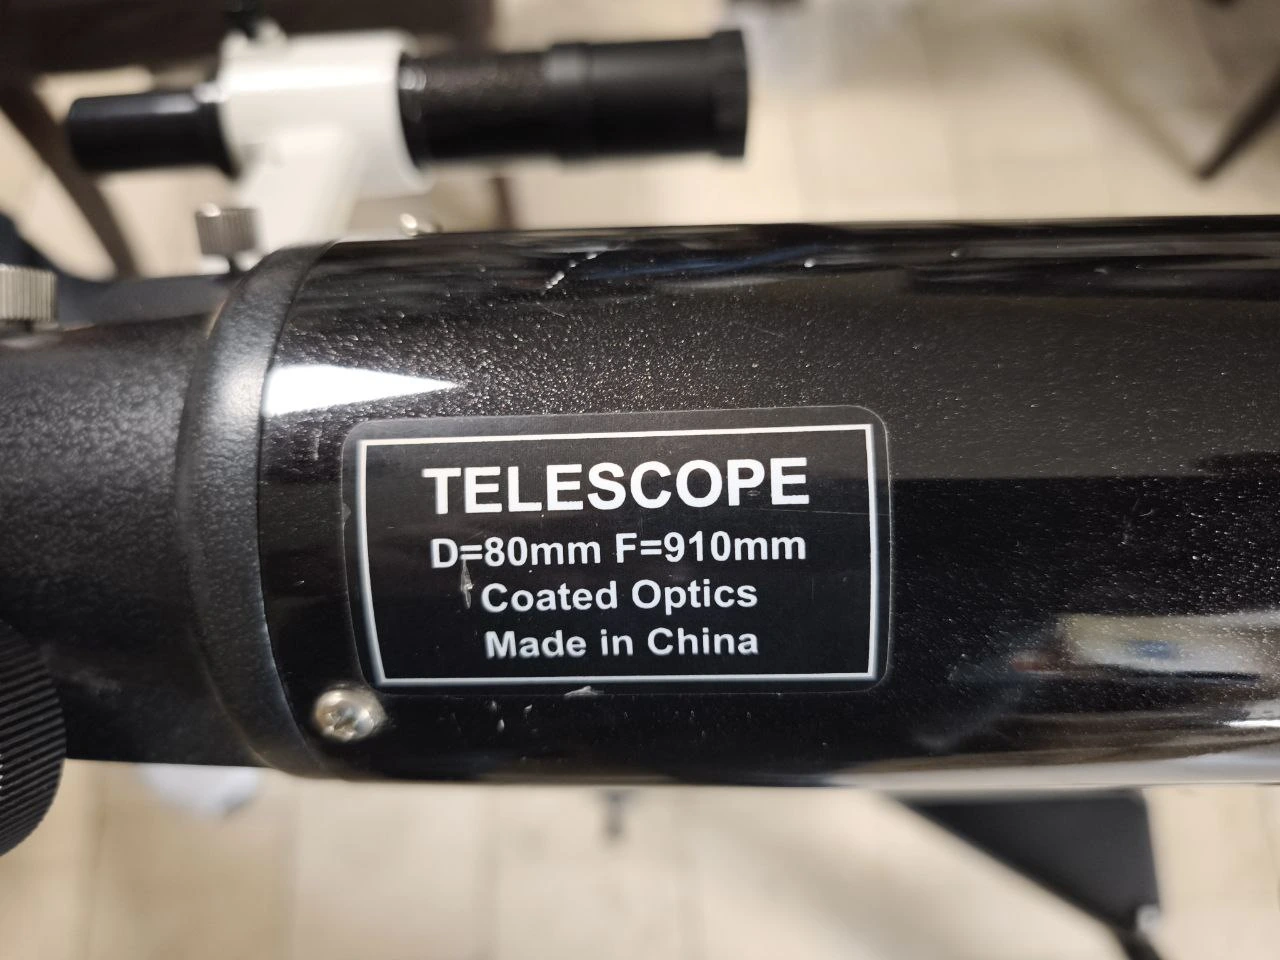 TELESCOPE
D=80mm F=910mm
Coated Optics
Made in China